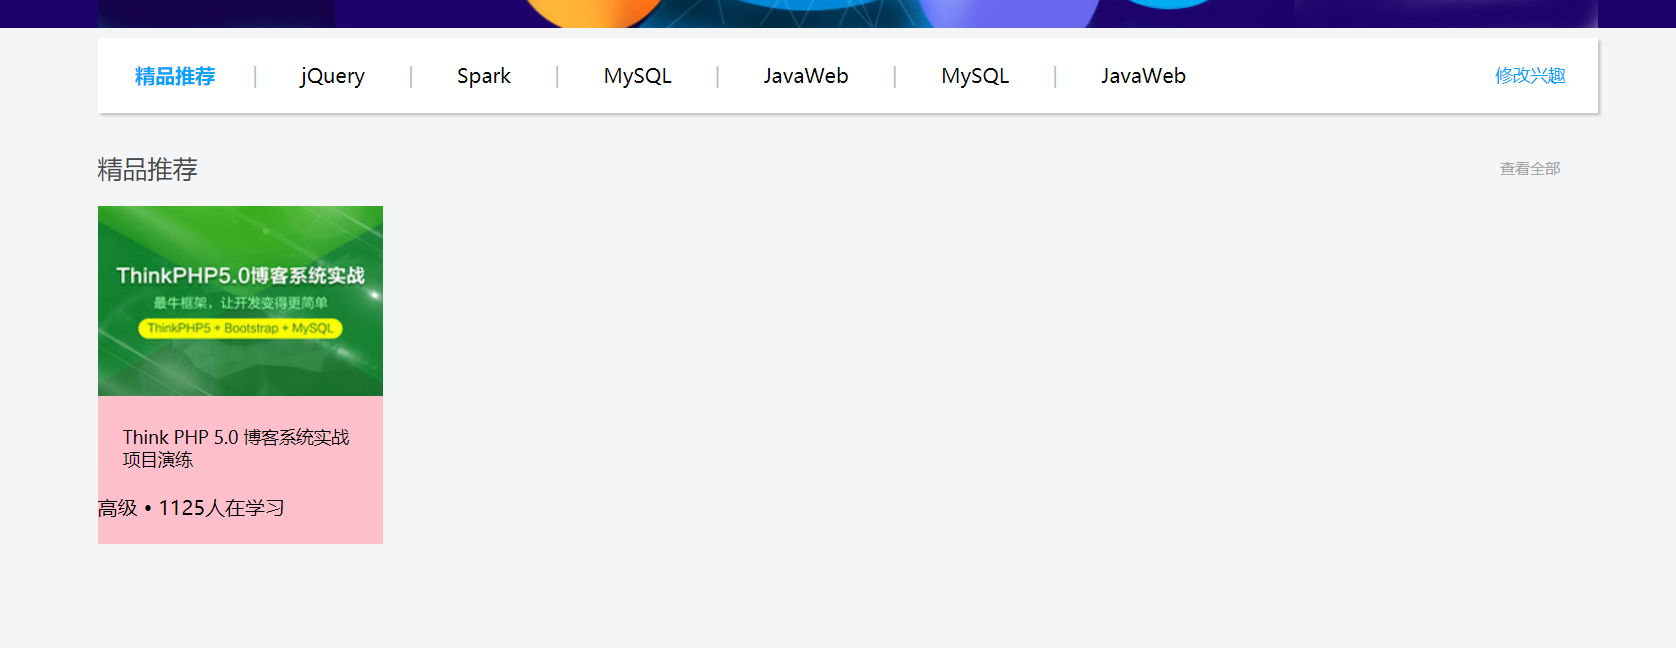 精品推荐 | jQuery | Spark | MySQL | JavaWeb | MySQL | JavaWeb 修改兴趣
精品推荐 查看全部
ThinkPHP5.0博客系统实战
最牛框架，让开发变得更简单
ThinkPHP5 + Bootstrap + MySQL
Think PHP 5.0 博客系统实战
项目演练
高级 • 1125人在学习